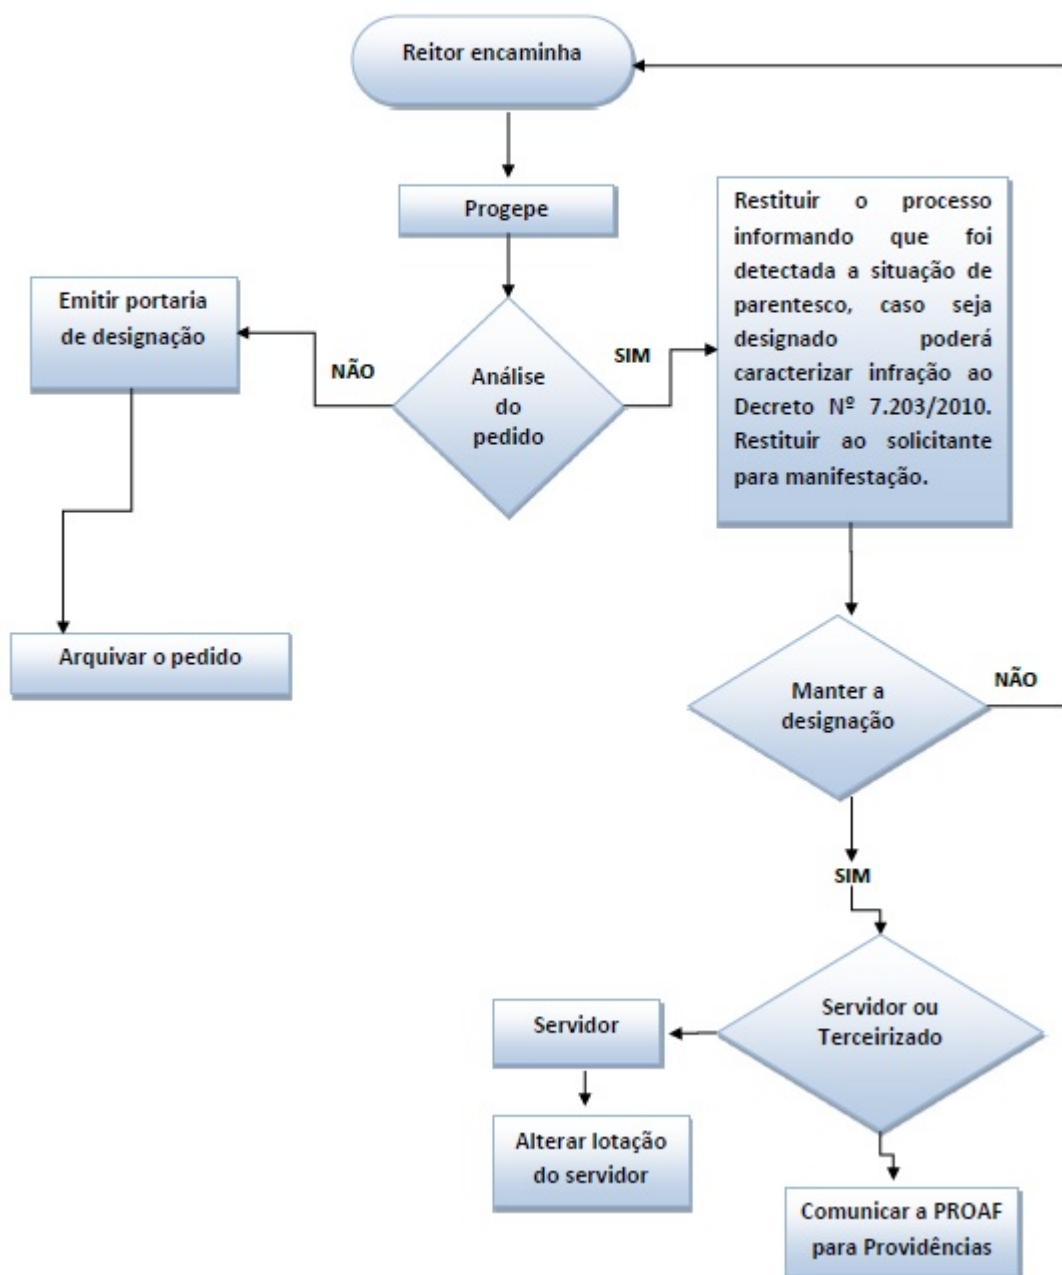 Reitor encaminha
Progepe
Restituir o processo
informando que foi
detectada a situação de
parentesco, caso seja
designado poderá
caracterizar infração ao
Decreto Nº 7.203/2010.
Restituir ao solicitante
para manifestação.
Emitir portaria
de designação
NÃO
Análise
do
pedido
SIM
Arquivar o pedido
Manter a
designação
NÃO
SIM
Servidor ou
Terceirizado
Servidor
Alterar lotação
do servidor
Comunicar a PROAF
para Providências